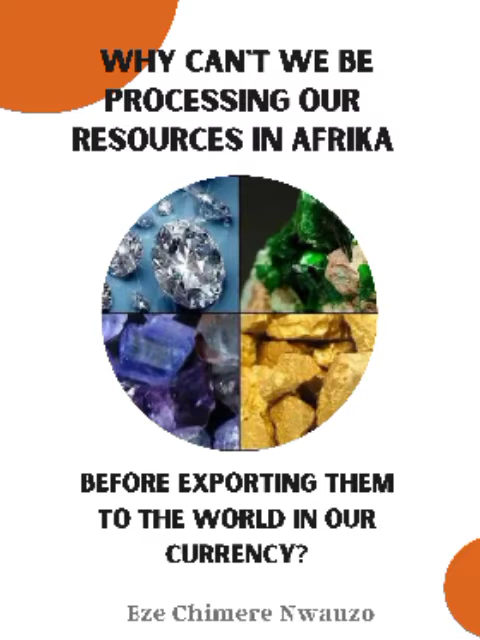 WHY CAN'T WE BE
PROCESSING OUR
RESOURCES IN AFRIKA
BEFORE EXPORTING THEM
TO THE WORLD IN OUR
CURRENCY?
Eze Chimere Nwauzo